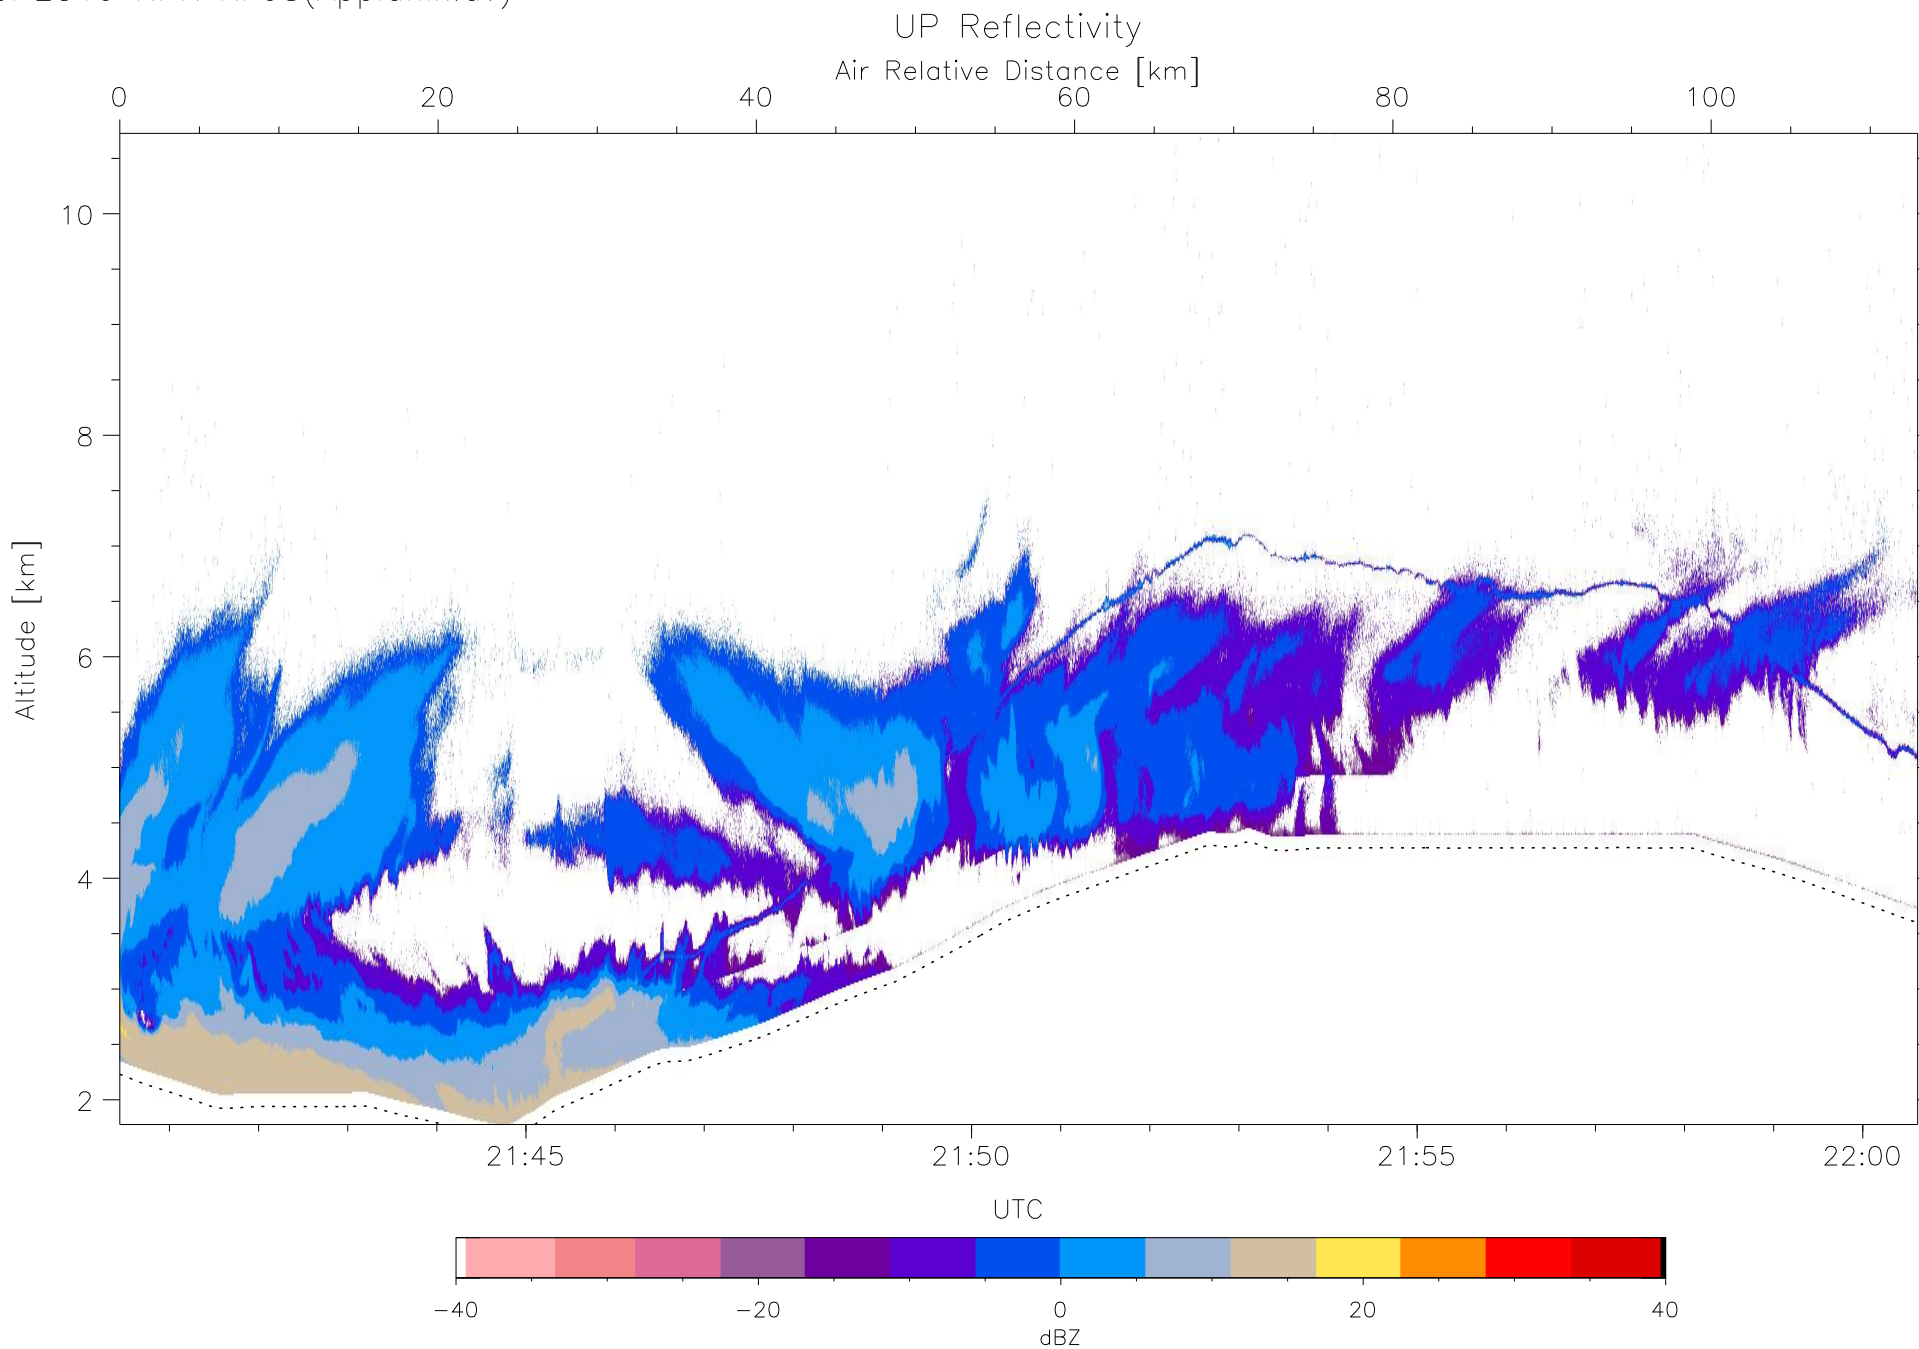 UP Reflectivity
Air Relative Distance [km]
0 20 40 60 80 100
10
8
6
4
2
Altitude [km]
21:45 21:50 21:55 22:00
UTC
−40 −20 0 20 40
dBZ